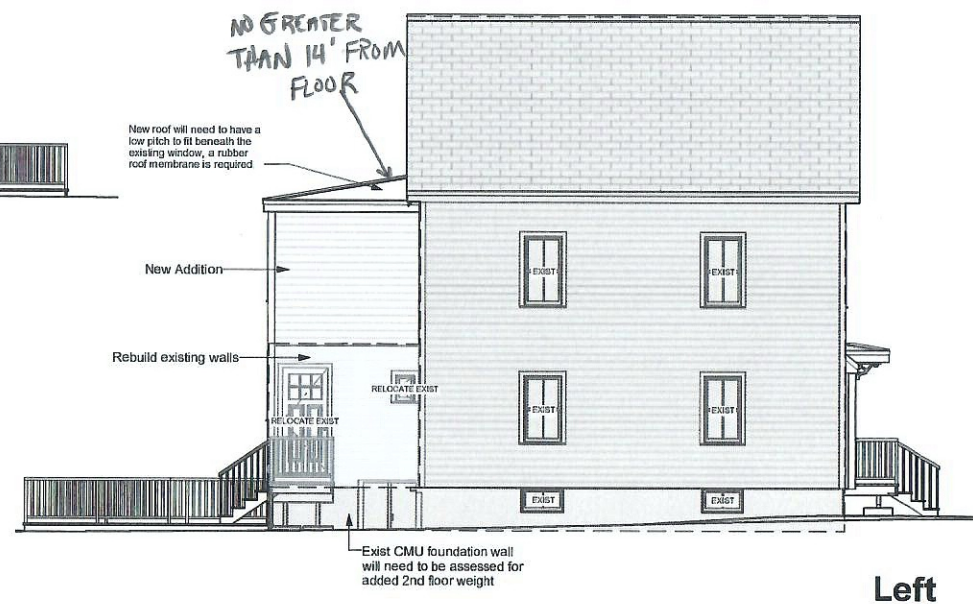 NO GREATER
THAN 14' FROM
FLOOR
New roof will need to have a
low pitch to fit beneath the
existing window, a rubber
roof membrane is required
New Addition
EXIST
EXIST
Rebuild existing walls
RELOCATE EXIST
RELOCATE EXIST
EXIST
EXIST
EXIST
EXIST
Exist CMU foundation wall
will need to be assessed for
added 2nd floor weight
Left